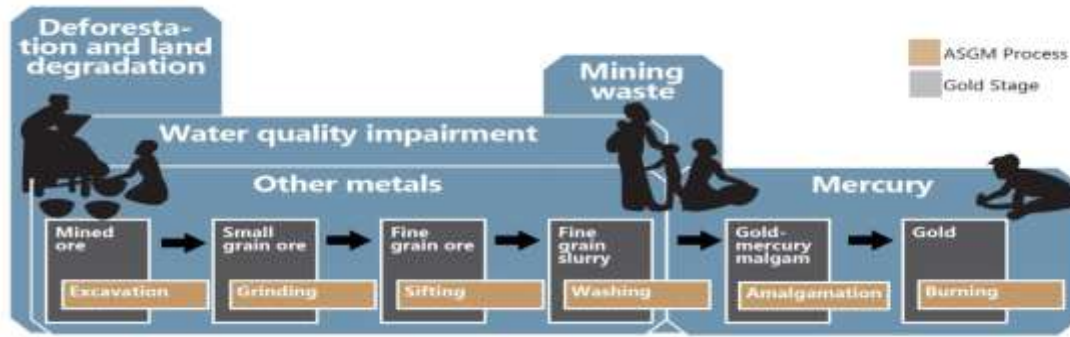 Deforesta-
tion and land
degradation
Mining
waste
ASGM Process
Gold Stage
Water quality impairment
Other metals
Mercury
Mined
ore
Small
grain ore
Fine
grain ore
Fine
grain
slurry
Gold-
mercury
malgam
Gold
Excavation
Grinding
Sifting
Washing
Amalgamation
Burning